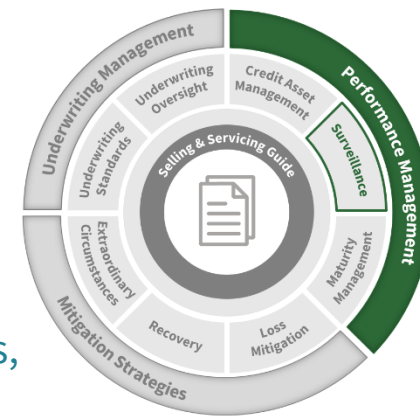 Underwriting Management
Performance Management
Mitigation Strategies
Underwriting
Oversight
Credit Asset
Management
Surveillance
Maturity
Management
Loss
Mitigation
Recovery
Extraordinary
Circumstances
Underwriting
Standards
Selling & Servicing Guide
s,